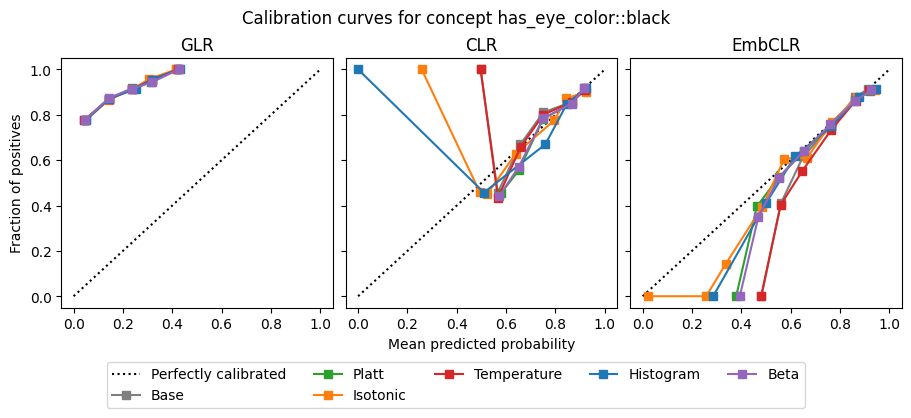 Calibration curves for concept has_eye_color::black
GLR
CLR
EmbCLR
Fraction of positives
1.0
0.8
0.6
0.4
0.2
0.0
0.0 0.2 0.4 0.6 0.8 1.0
0.0 0.2 0.4 0.6 0.8 1.0
0.0 0.2 0.4 0.6 0.8 1.0
Mean predicted probability
Perfectly calibrated Platt Temperature Histogram Beta
Base Isotonic